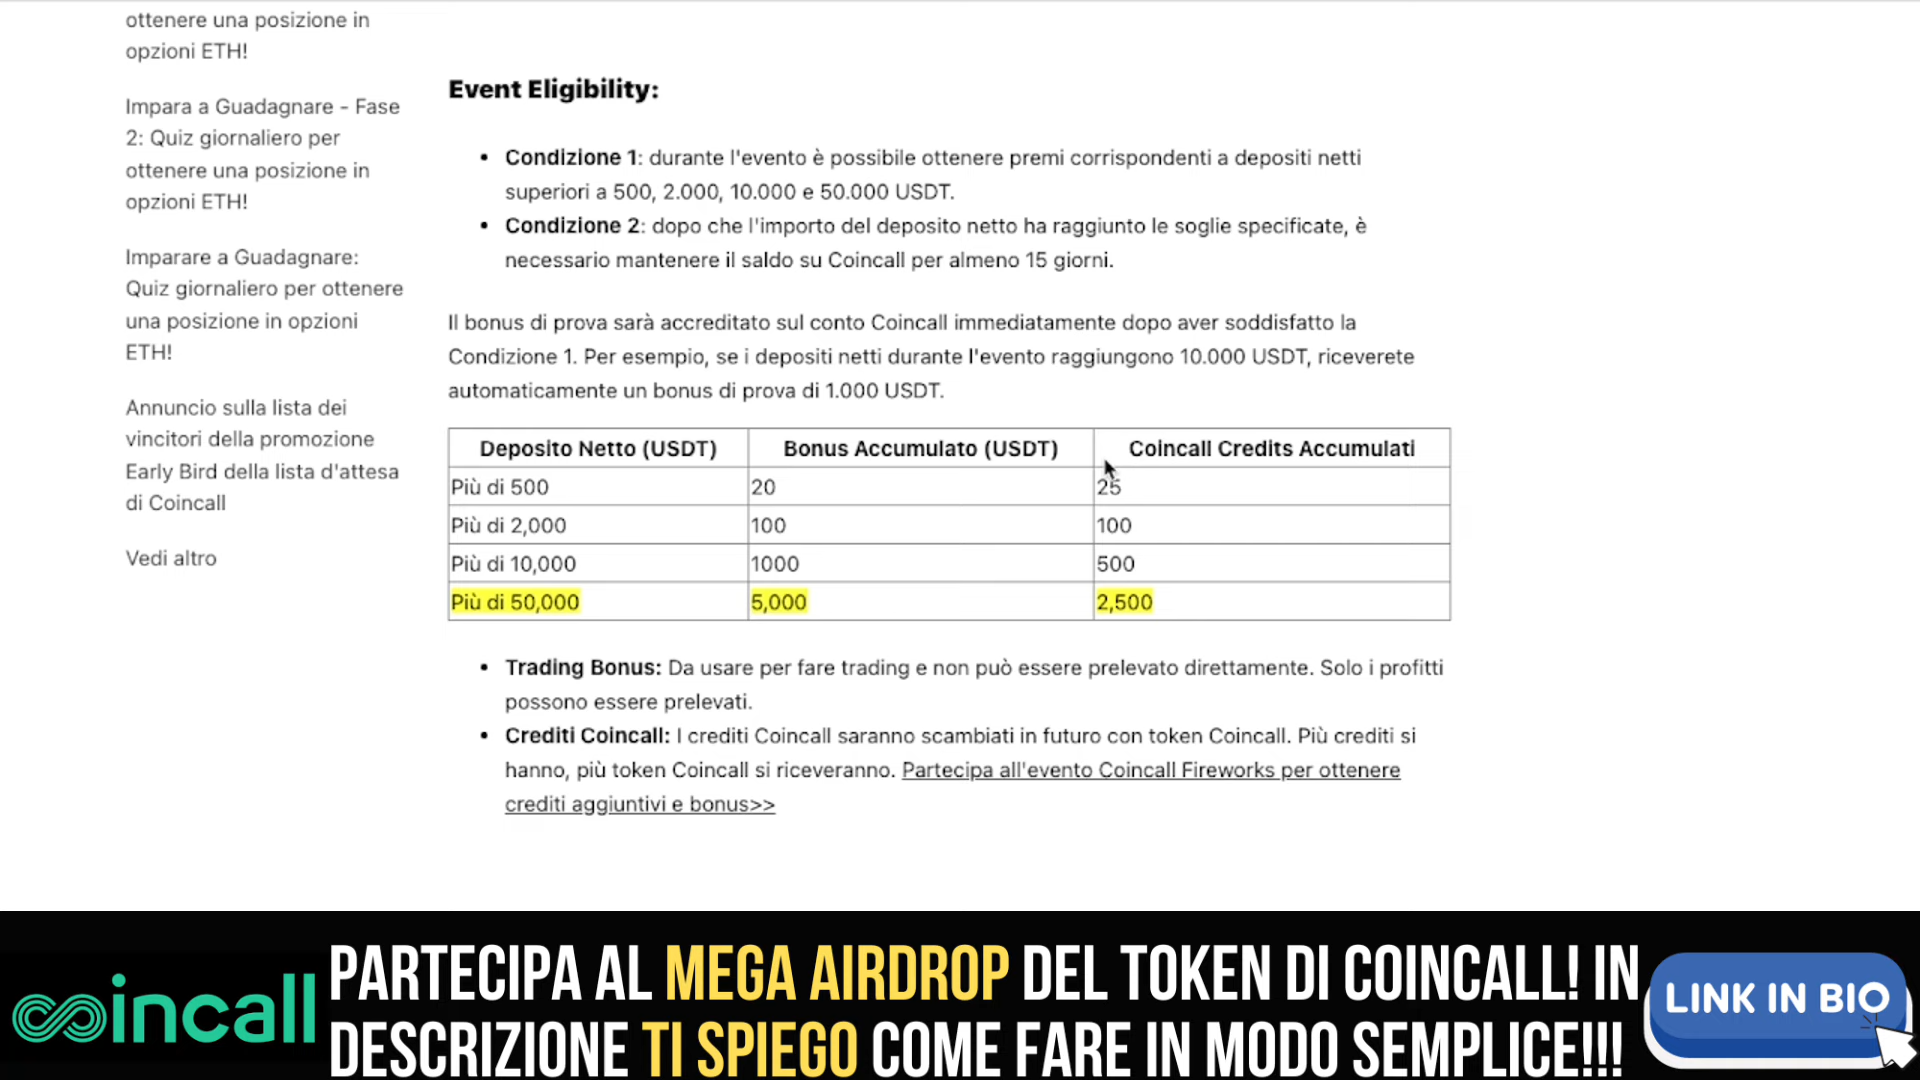 ottenere una posizione in
opzioni ETH!
Impara a Guadagnare - Fase
2: Quiz giornaliero per
ottenere una posizione in
opzioni ETH!
Imparare a Guadagnare:
Quiz giornaliero per ottenere
una posizione in opzioni
ETH!
Annuncio sulla lista dei
vincitori della promozione
Early Bird della lista d'attesa
di Coincall
Vedi altro
Event Eligibility:
• Condizione 1: durante l'evento è possibile ottenere premi corrispondenti a depositi netti
superiori a 500, 2.000, 10.000 e 50.000 USDT.
• Condizione 2: dopo che l'importo del deposito netto ha raggiunto le soglie specificate, è
necessario mantenere il saldo su Coincall per almeno 15 giorni.
Il bonus di prova sarà accreditato sul conto Coincall immediatamente dopo aver soddisfatto la
Condizione 1. Per esempio, se i depositi netti durante l'evento raggiungono 10.000 USDT, riceverete
automaticamente un bonus di prova di 1.000 USDT.
Deposito Netto (USDT) Bonus Accumulato (USDT) Coincall Credits Accumulati
Più di 500 20 25
Più di 2,000 100 100
Più di 10,000 1000 500
Più di 50,000 5,000 2,500
• Trading Bonus: Da usare per fare trading e non può essere prelevato direttamente. Solo i profitti
possono essere prelevati.
• Crediti Coincall: I crediti Coincall saranno scambiati in futuro con token Coincall. Più crediti si
hanno, più token Coincall si riceveranno. Partecipa all'evento Coincall Fireworks per ottenere
crediti aggiuntivi e bonus>>
coincall
PARTECIPA AL MEGA AIRDROP DEL TOKEN DI COINCALL! IN
DESCRIZIONE TI SPIEGO COME FARE IN MODO SEMPLICE!!!
LINK IN BIO